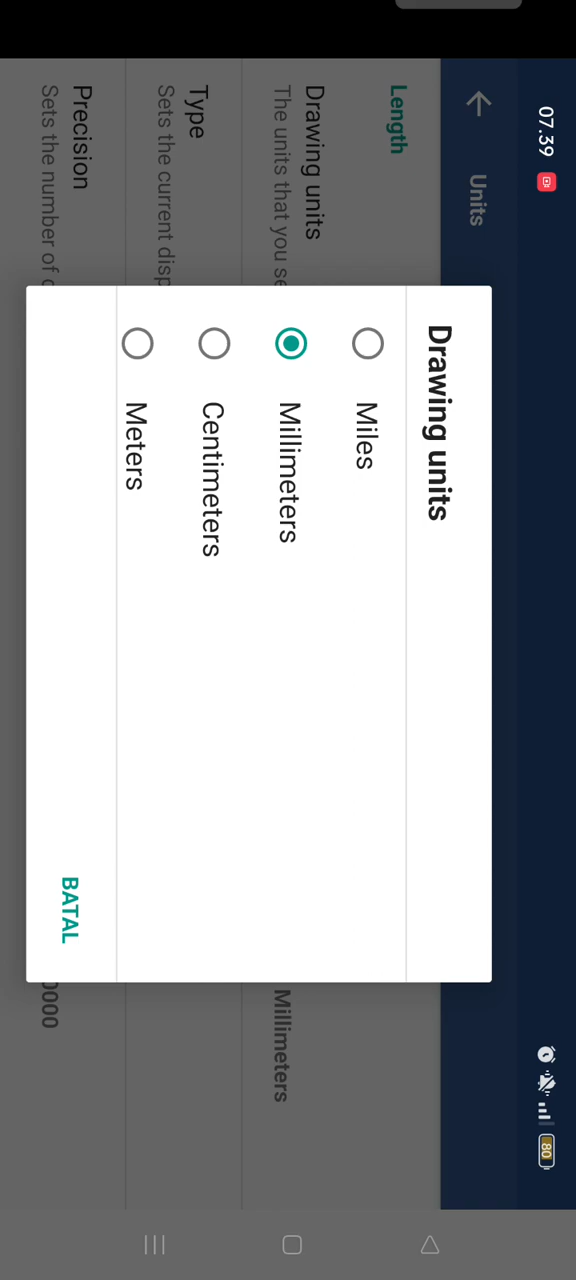 07.39
Units
Length
Drawing units
The units that you se
Millimeters
Type
Sets the current disp
Precision
Sets the number of
0000
Drawing units
Miles
Millimeters
Centimeters
Meters
BATAL
80